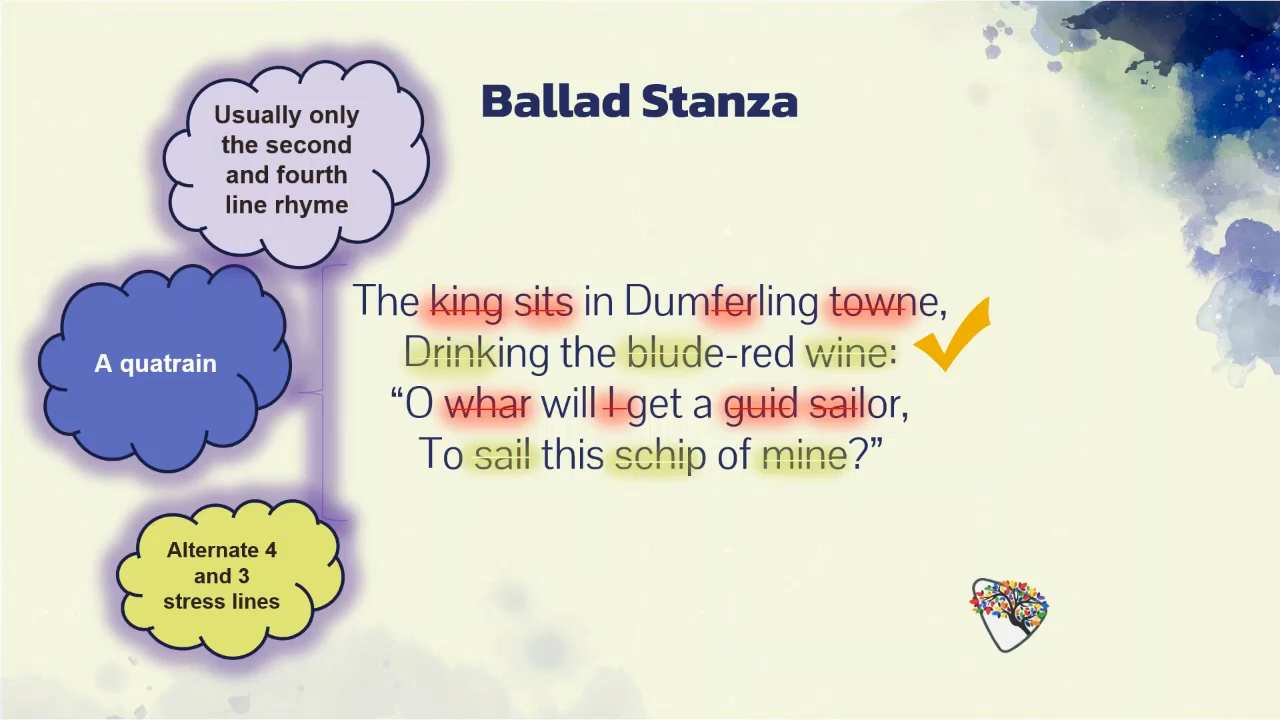 Ballad Stanza
Usually only
the second
and fourth
line rhyme
A quatrain
Alternate 4
and 3
stress lines
The king sits in Dumferling towne,
Drinking the blude-red wine:
“O whar will I get a guid sailor,
To sail this schip of mine?”